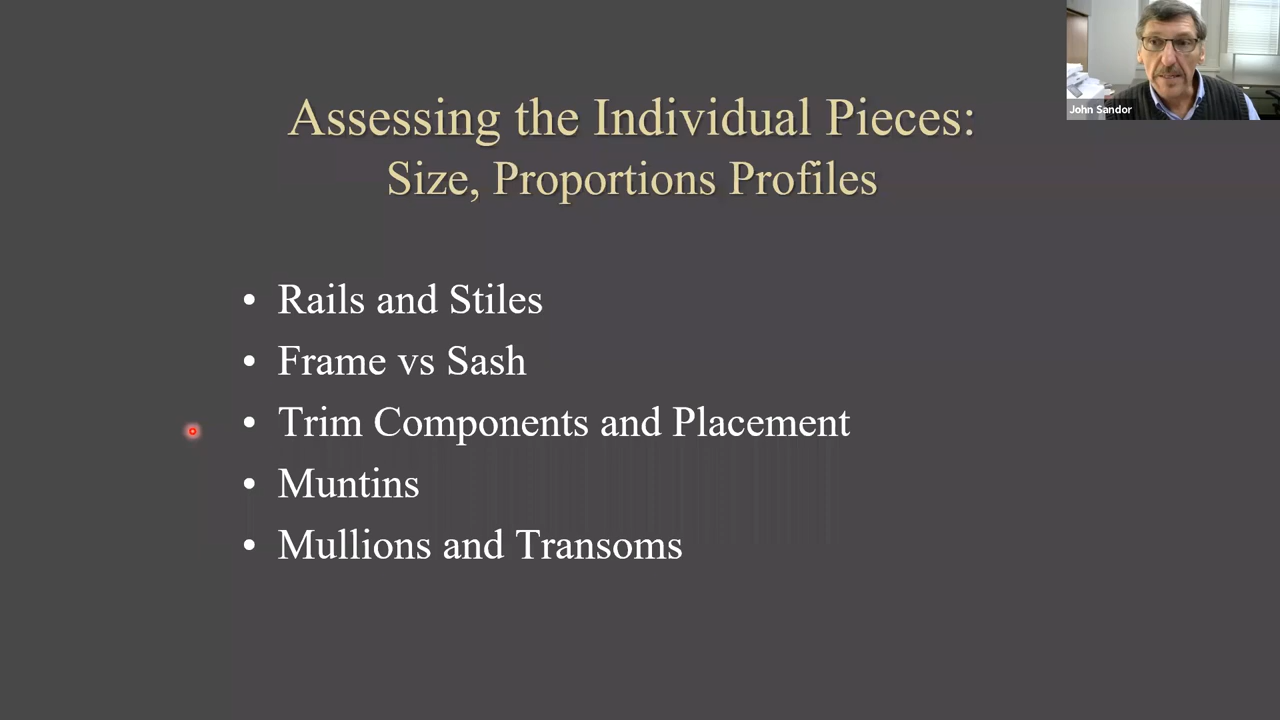 Assessing the Individual Pieces:
Size, Proportions Profiles
• Rails and Stiles
• Frame vs Sash
• Trim Components and Placement
• Muntins
• Mullions and Transoms
John Sandor